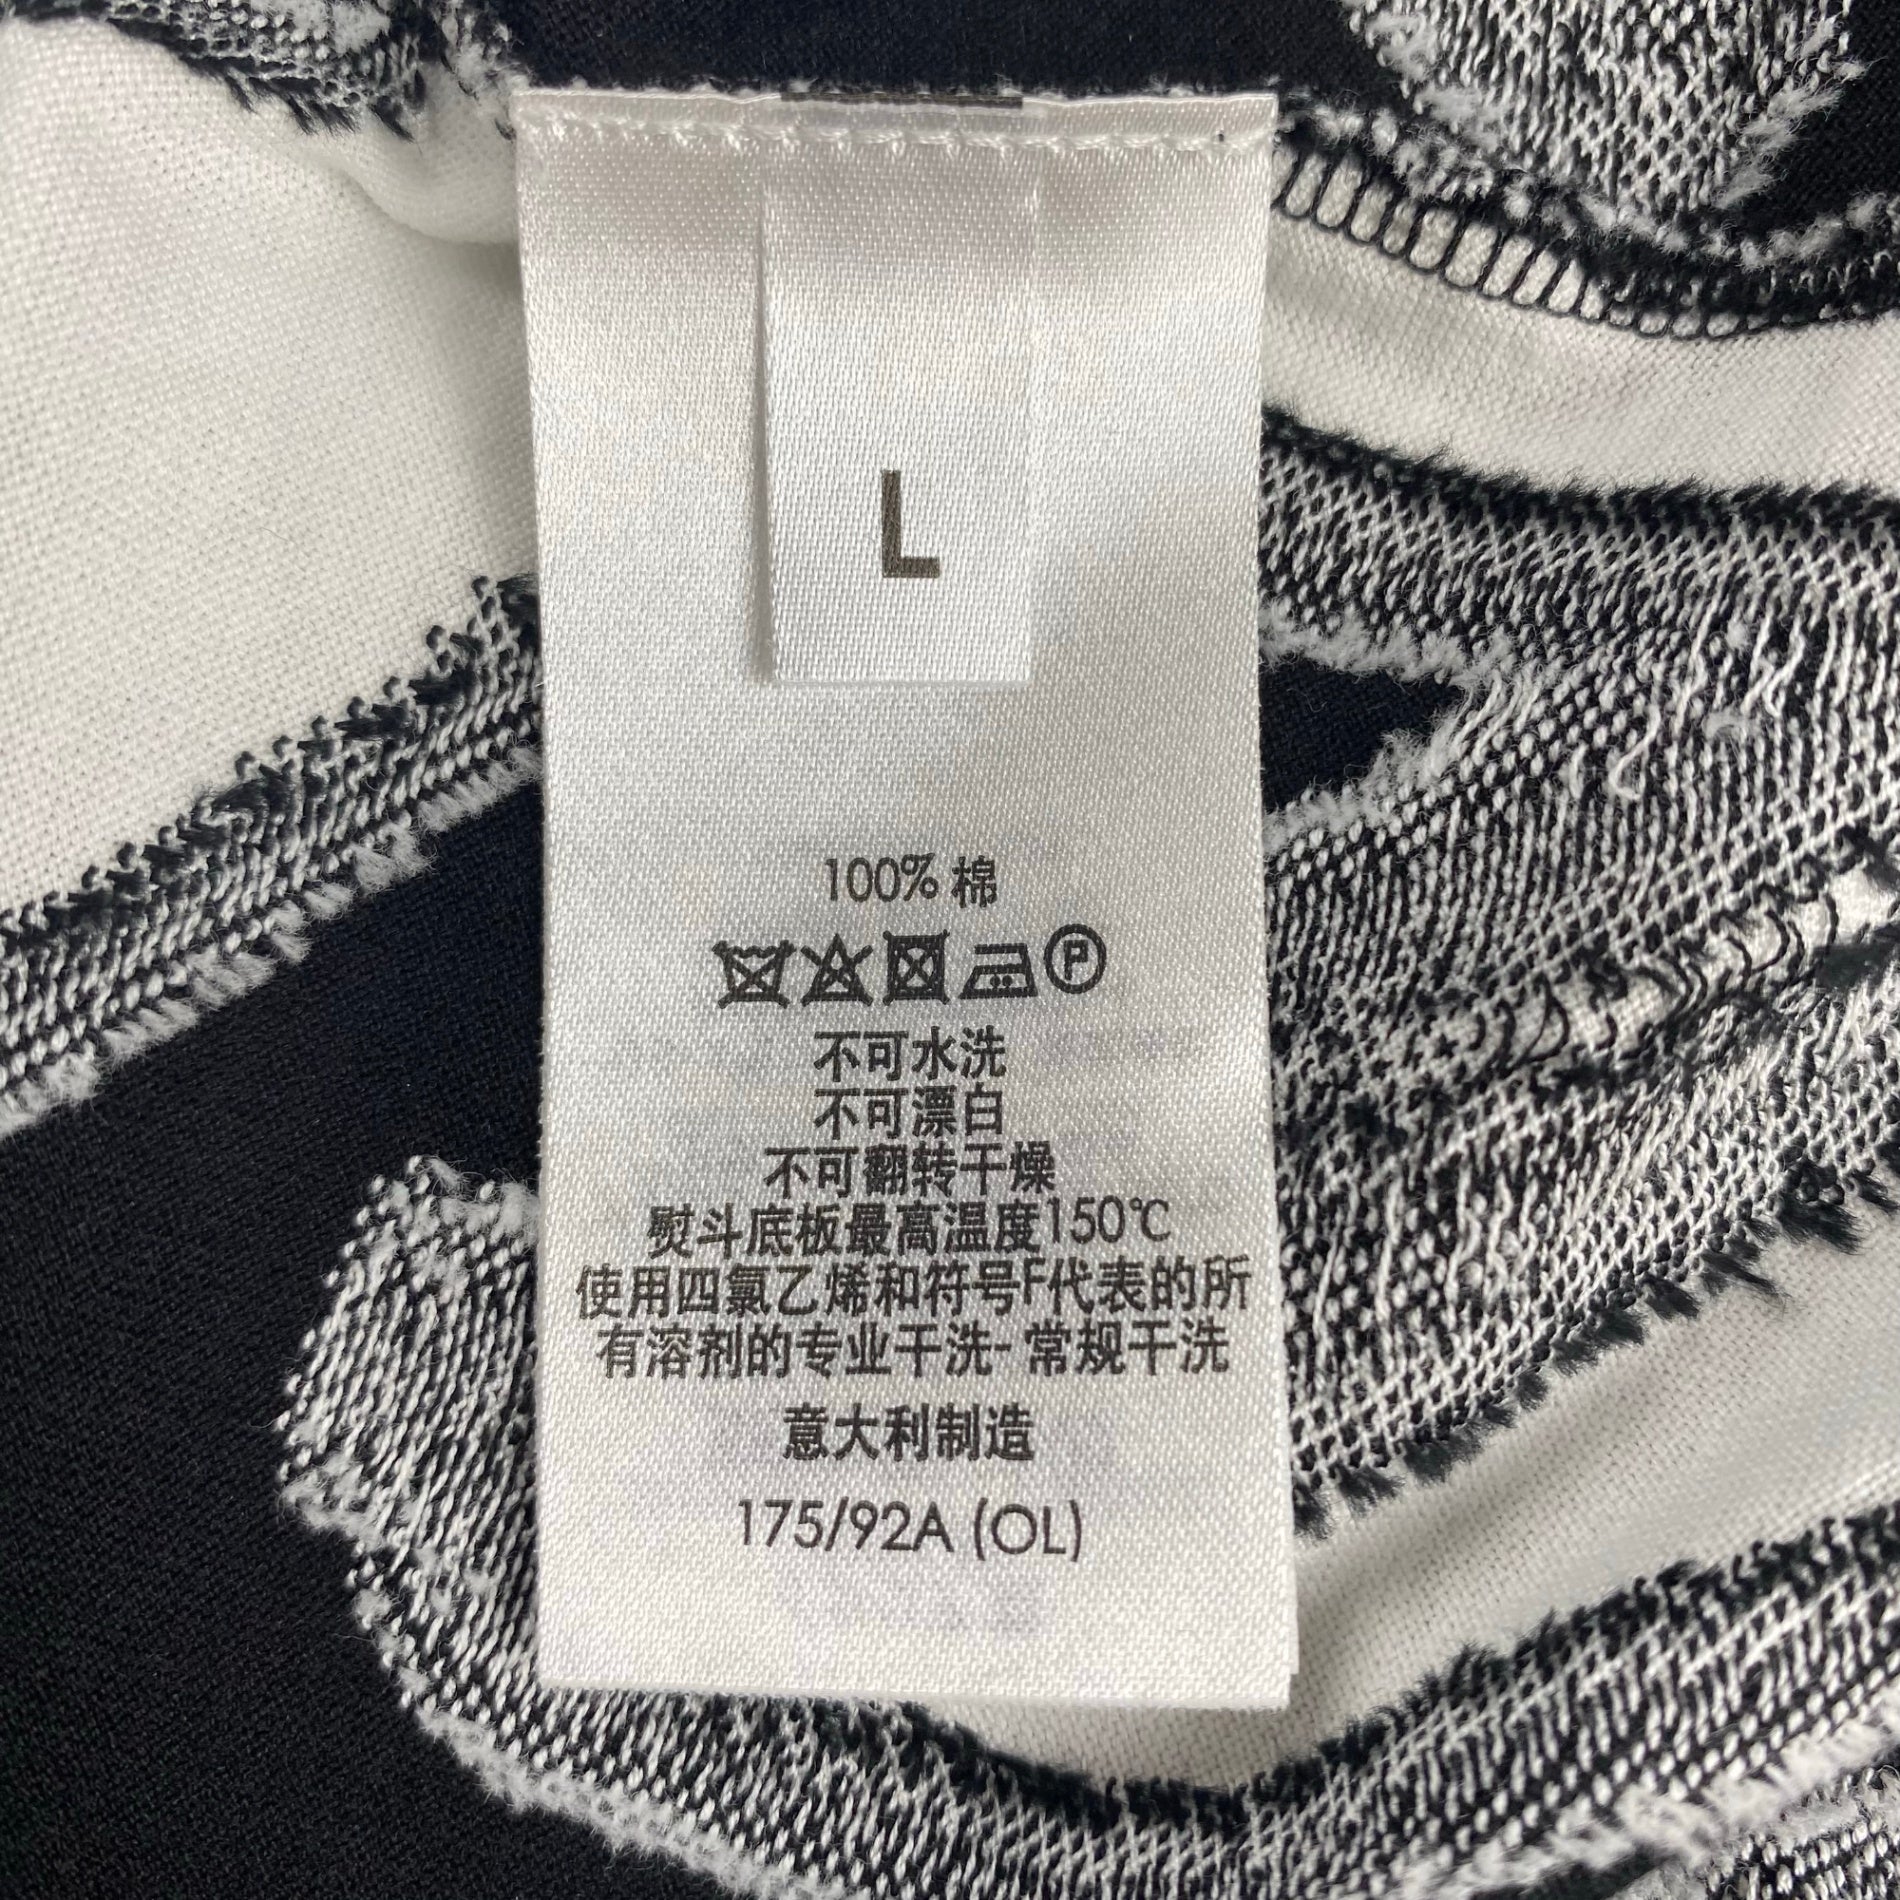 L
100% 棉
P
不可水洗
不可漂白
不可翻转干燥
熨斗底板最高温度150℃
使用四氯乙烯和符号F代表的所
有溶剂的专业干洗- 常规干洗
意大利制造
175/92A (OL)